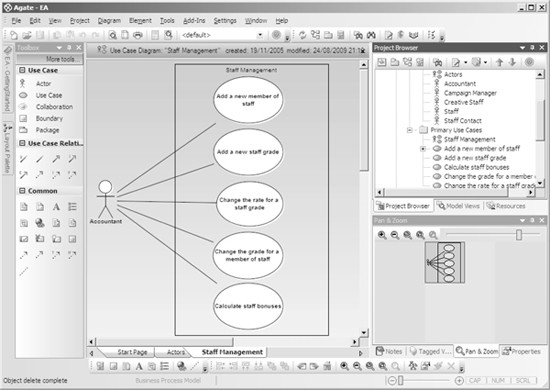 Agate - EA
File Edit View Project Diagram Element Tools Add-Ins Settings Window Help
<default>
Toolbox
More tools...
Use Case
Actor
Use Case
Collaboration
Boundary
Package
Use Case Relatio...
Common
EA - GettingStarted
Layout Palette
Use Case Diagram: "Staff Management" created: 19/11/2005 modified: 24/08/2009 21:1
Staff Management
Add a new member of
staff
Add a new staff grade
Change the rate for a
staff grade
Change the grade for a
member of staff
Calculate staff bonuses
Accountant
Start Page Actors Staff Management
Project Browser
Actors
Accountant
Campaign Manager
Creative Staff
Staff
Staff Contact
Primary Use Cases
Staff Management
Add a new member of staff
Add a new staff grade
Calculate staff bonuses
Change the grade for a member
Change the rate for a staff grade
Project Browser Model Views Resources
Pan & Zoom
Notes Tagged V... Pan & Zoom Properties
Object delete complete
Business Process Model
CAP NUM SCRL